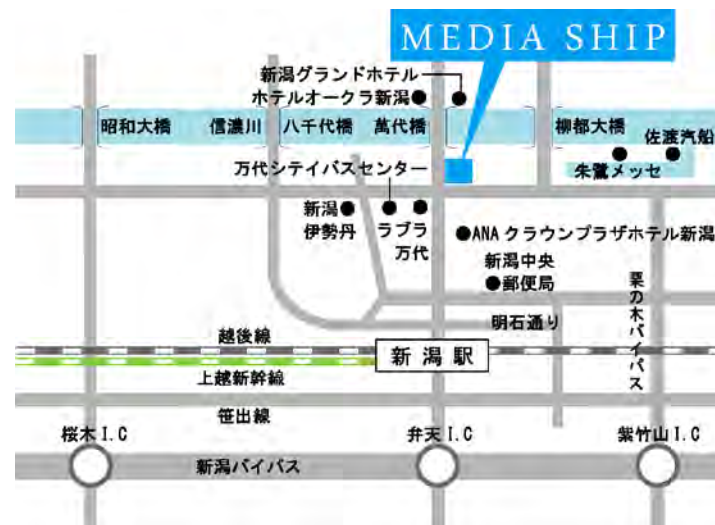 MEDIA SHIP
新潟グランドホテル
ホテルオークラ新潟
昭和大橋
信濃川
八千代橋
萬代橋
柳都大橋
佐渡汽船
朱鷺メッセ
万代シテイバスセンター
新潟
伊勢丹
ラブラ
万代
ANA クラウンプラザホテル新潟
新潟中央
郵便局
栗の木バイパス
明石通り
越後線
新潟駅
上越新幹線
笹出線
桜木 I.C
弁天 I.C
紫竹山 I.C
新潟バイパス